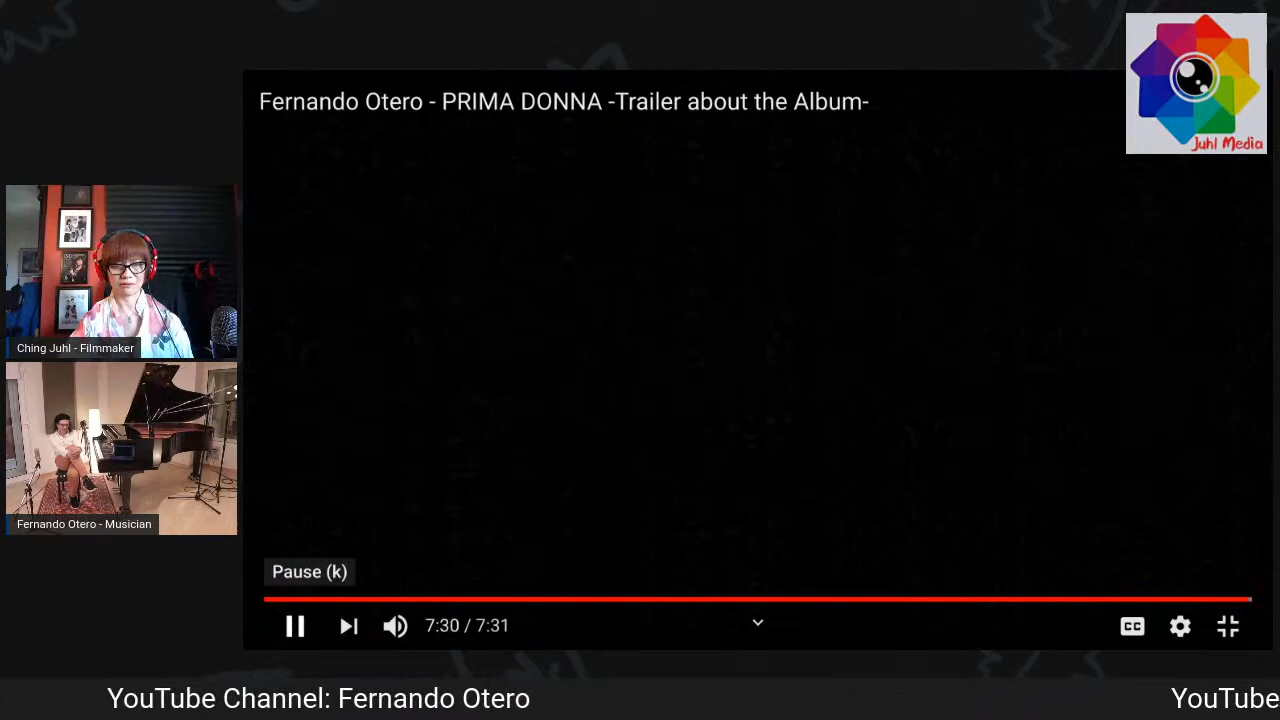 Fernando Otero - PRIMA DONNA -Trailer about the Album-
Juhl Media
Ching Juhl - Filmmaker
Fernando Otero - Musician
Pause (k)
7:30 / 7:31
CC
YouTube Channel: Fernando Otero
YouTube